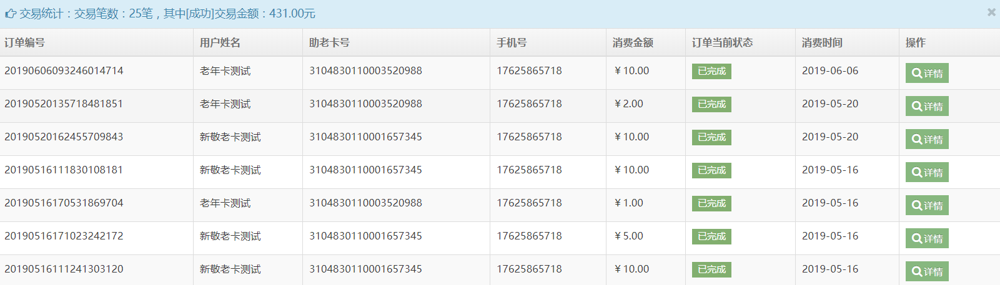 交易统计：交易笔数：25笔，其中[成功]交易金额：431.00元
订单编号 用户姓名 助老卡号 手机号 消费金额 订单当前状态 消费时间 操作
20190606093246014714 老年卡测试 3104830110003520988 17625865718 ￥10.00 已完成 2019-06-06 详情
20190520135718481851 老年卡测试 3104830110003520988 17625865718 ￥2.00 已完成 2019-05-20 详情
20190520162455709843 新敬老卡测试 3104830110001657345 17625865718 ￥10.00 已完成 2019-05-20 详情
20190516111830108181 新敬老卡测试 3104830110001657345 17625865718 ￥10.00 已完成 2019-05-16 详情
20190516170531869704 老年卡测试 3104830110003520988 17625865718 ￥1.00 已完成 2019-05-16 详情
20190516171023242172 新敬老卡测试 3104830110001657345 17625865718 ￥5.00 已完成 2019-05-16 详情
20190516111241303120 新敬老卡测试 3104830110001657345 17625865718 ￥10.00 已完成 2019-05-16 详情